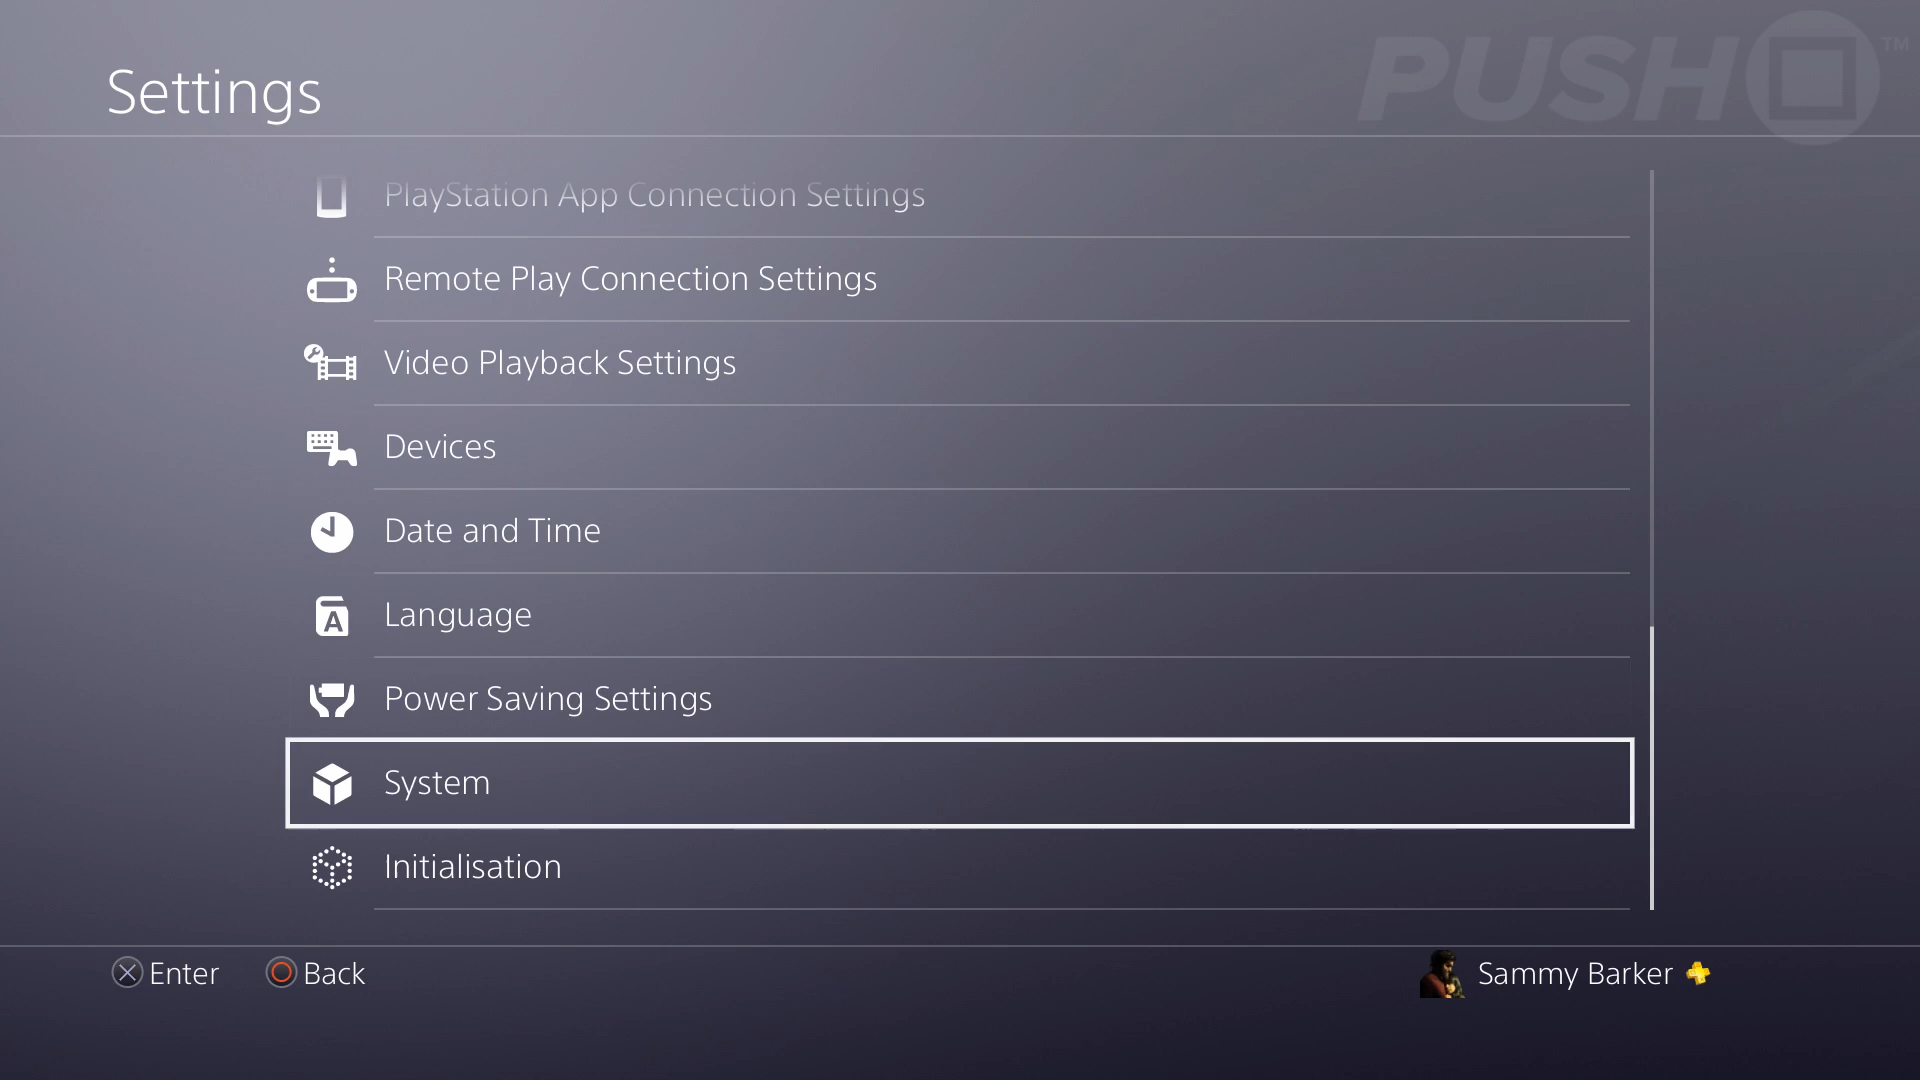 PUSH
TM
Settings
PlayStation App Connection Settings
Remote Play Connection Settings
Video Playback Settings
Devices
Date and Time
Language
Power Saving Settings
System
Initialisation
Enter
Back
Sammy Barker